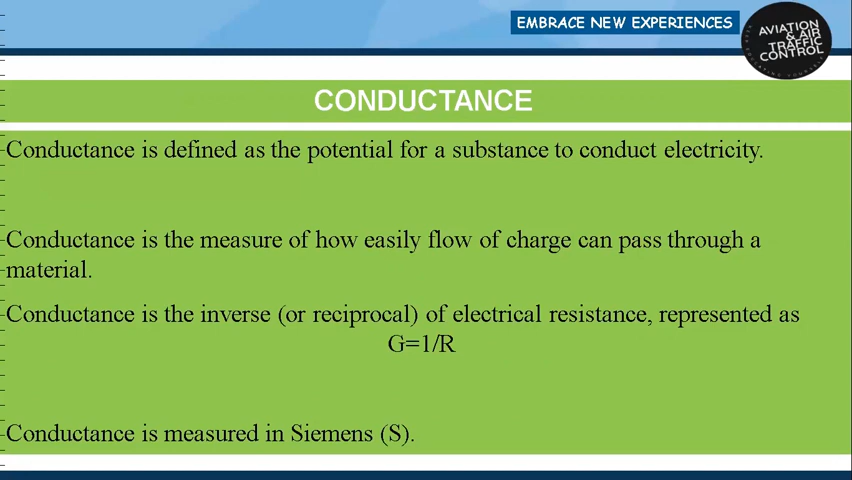 EMBRACE NEW EXPERIENCES
AVIATION
& AIR
TRAFFIC
CONTROL
CONDUCTANCE
Conductance is defined as the potential for a substance to conduct electricity.
Conductance is the measure of how easily flow of charge can pass through a
material.
Conductance is the inverse (or reciprocal) of electrical resistance, represented as
G=1/R
Conductance is measured in Siemens (S).